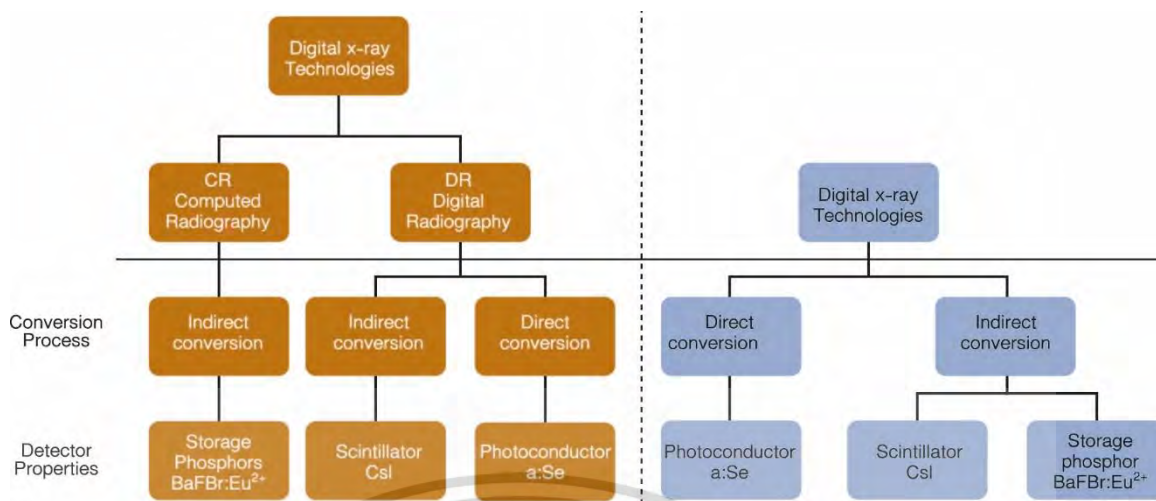 Digital x-ray
Technologies
CR
Computed
Radiography
DR
Digital
Radiography
Digital x-ray
Technologies
Conversion
Process
Indirect
conversion
Indirect
conversion
Direct
conversion
Direct
conversion
Indirect
conversion
Detector
Properties
Storage
Phosphors
BaFBr:Eu²⁺
Scintillator
CsI
Photoconductor
a:Se
Photoconductor
a:Se
Scintillator
CsI
Storage
phosphor
BaFBr:Eu²⁺